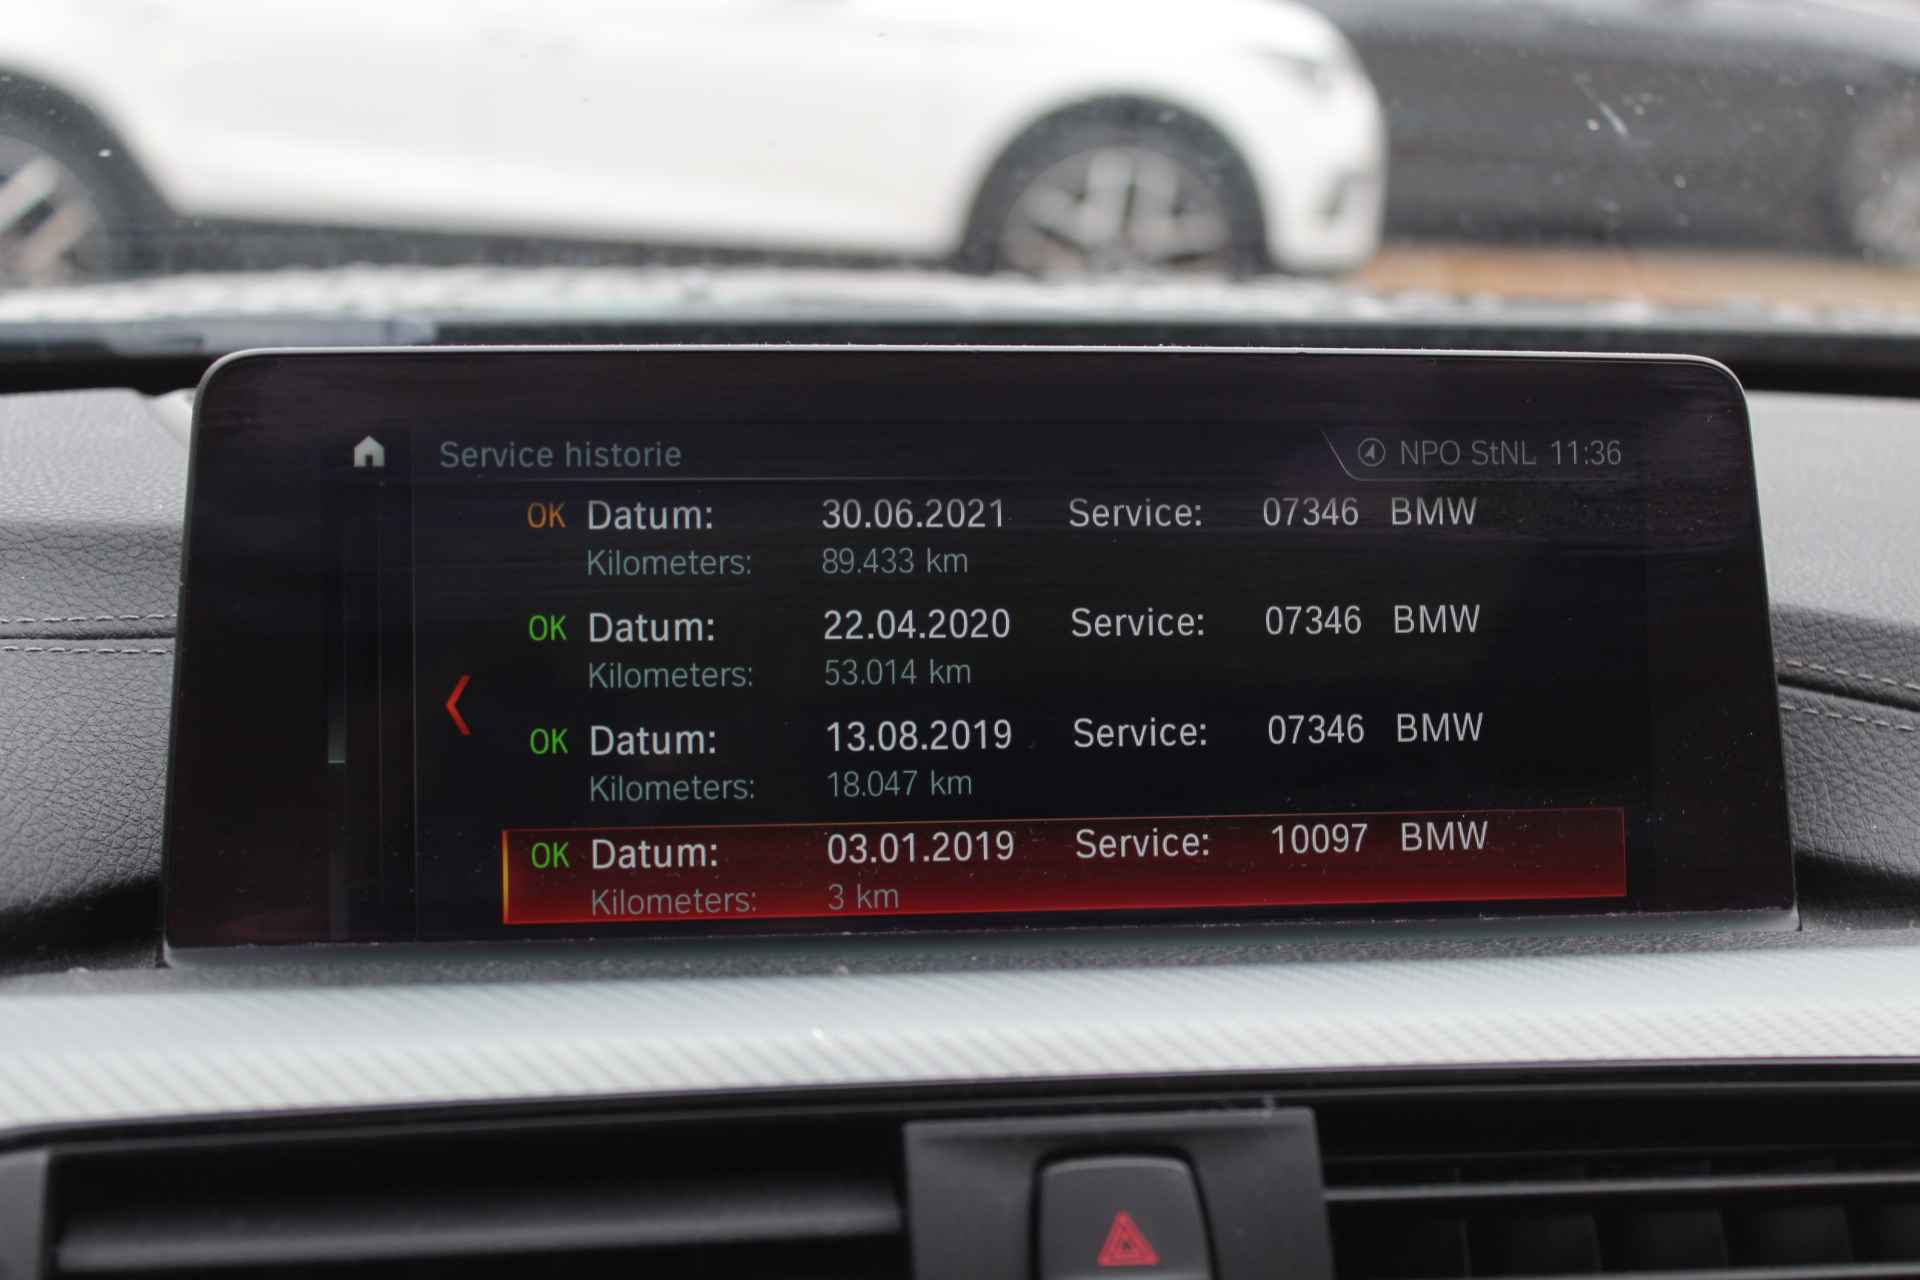 Service historie NPO StNL 11:36
OK Datum: 30.06.2021 Service: 07346 BMW
Kilometers: 89.433 km
OK Datum: 22.04.2020 Service: 07346 BMW
Kilometers: 53.014 km
OK Datum: 13.08.2019 Service: 07346 BMW
Kilometers: 18.047 km
OK Datum: 03.01.2019 Service: 10097 BMW
Kilometers: 3 km